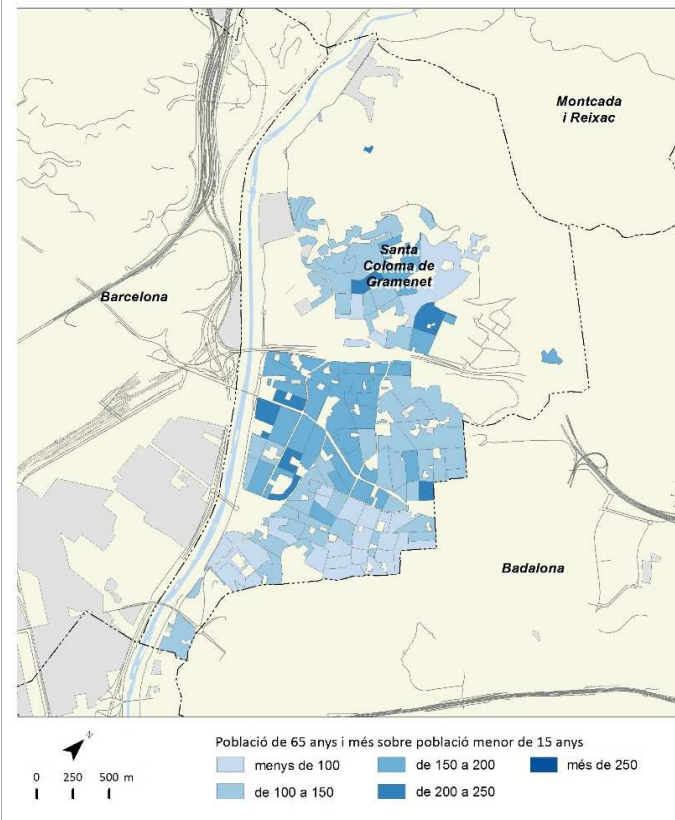 Montcada
i Reixac
Santa
Coloma de
Gramenet
Barcelona
Badalona
N
Població de 65 anys i més sobre població menor de 15 anys
0 250 500 m
menys de 100
de 150 a 200
més de 250
de 100 a 150
de 200 a 250